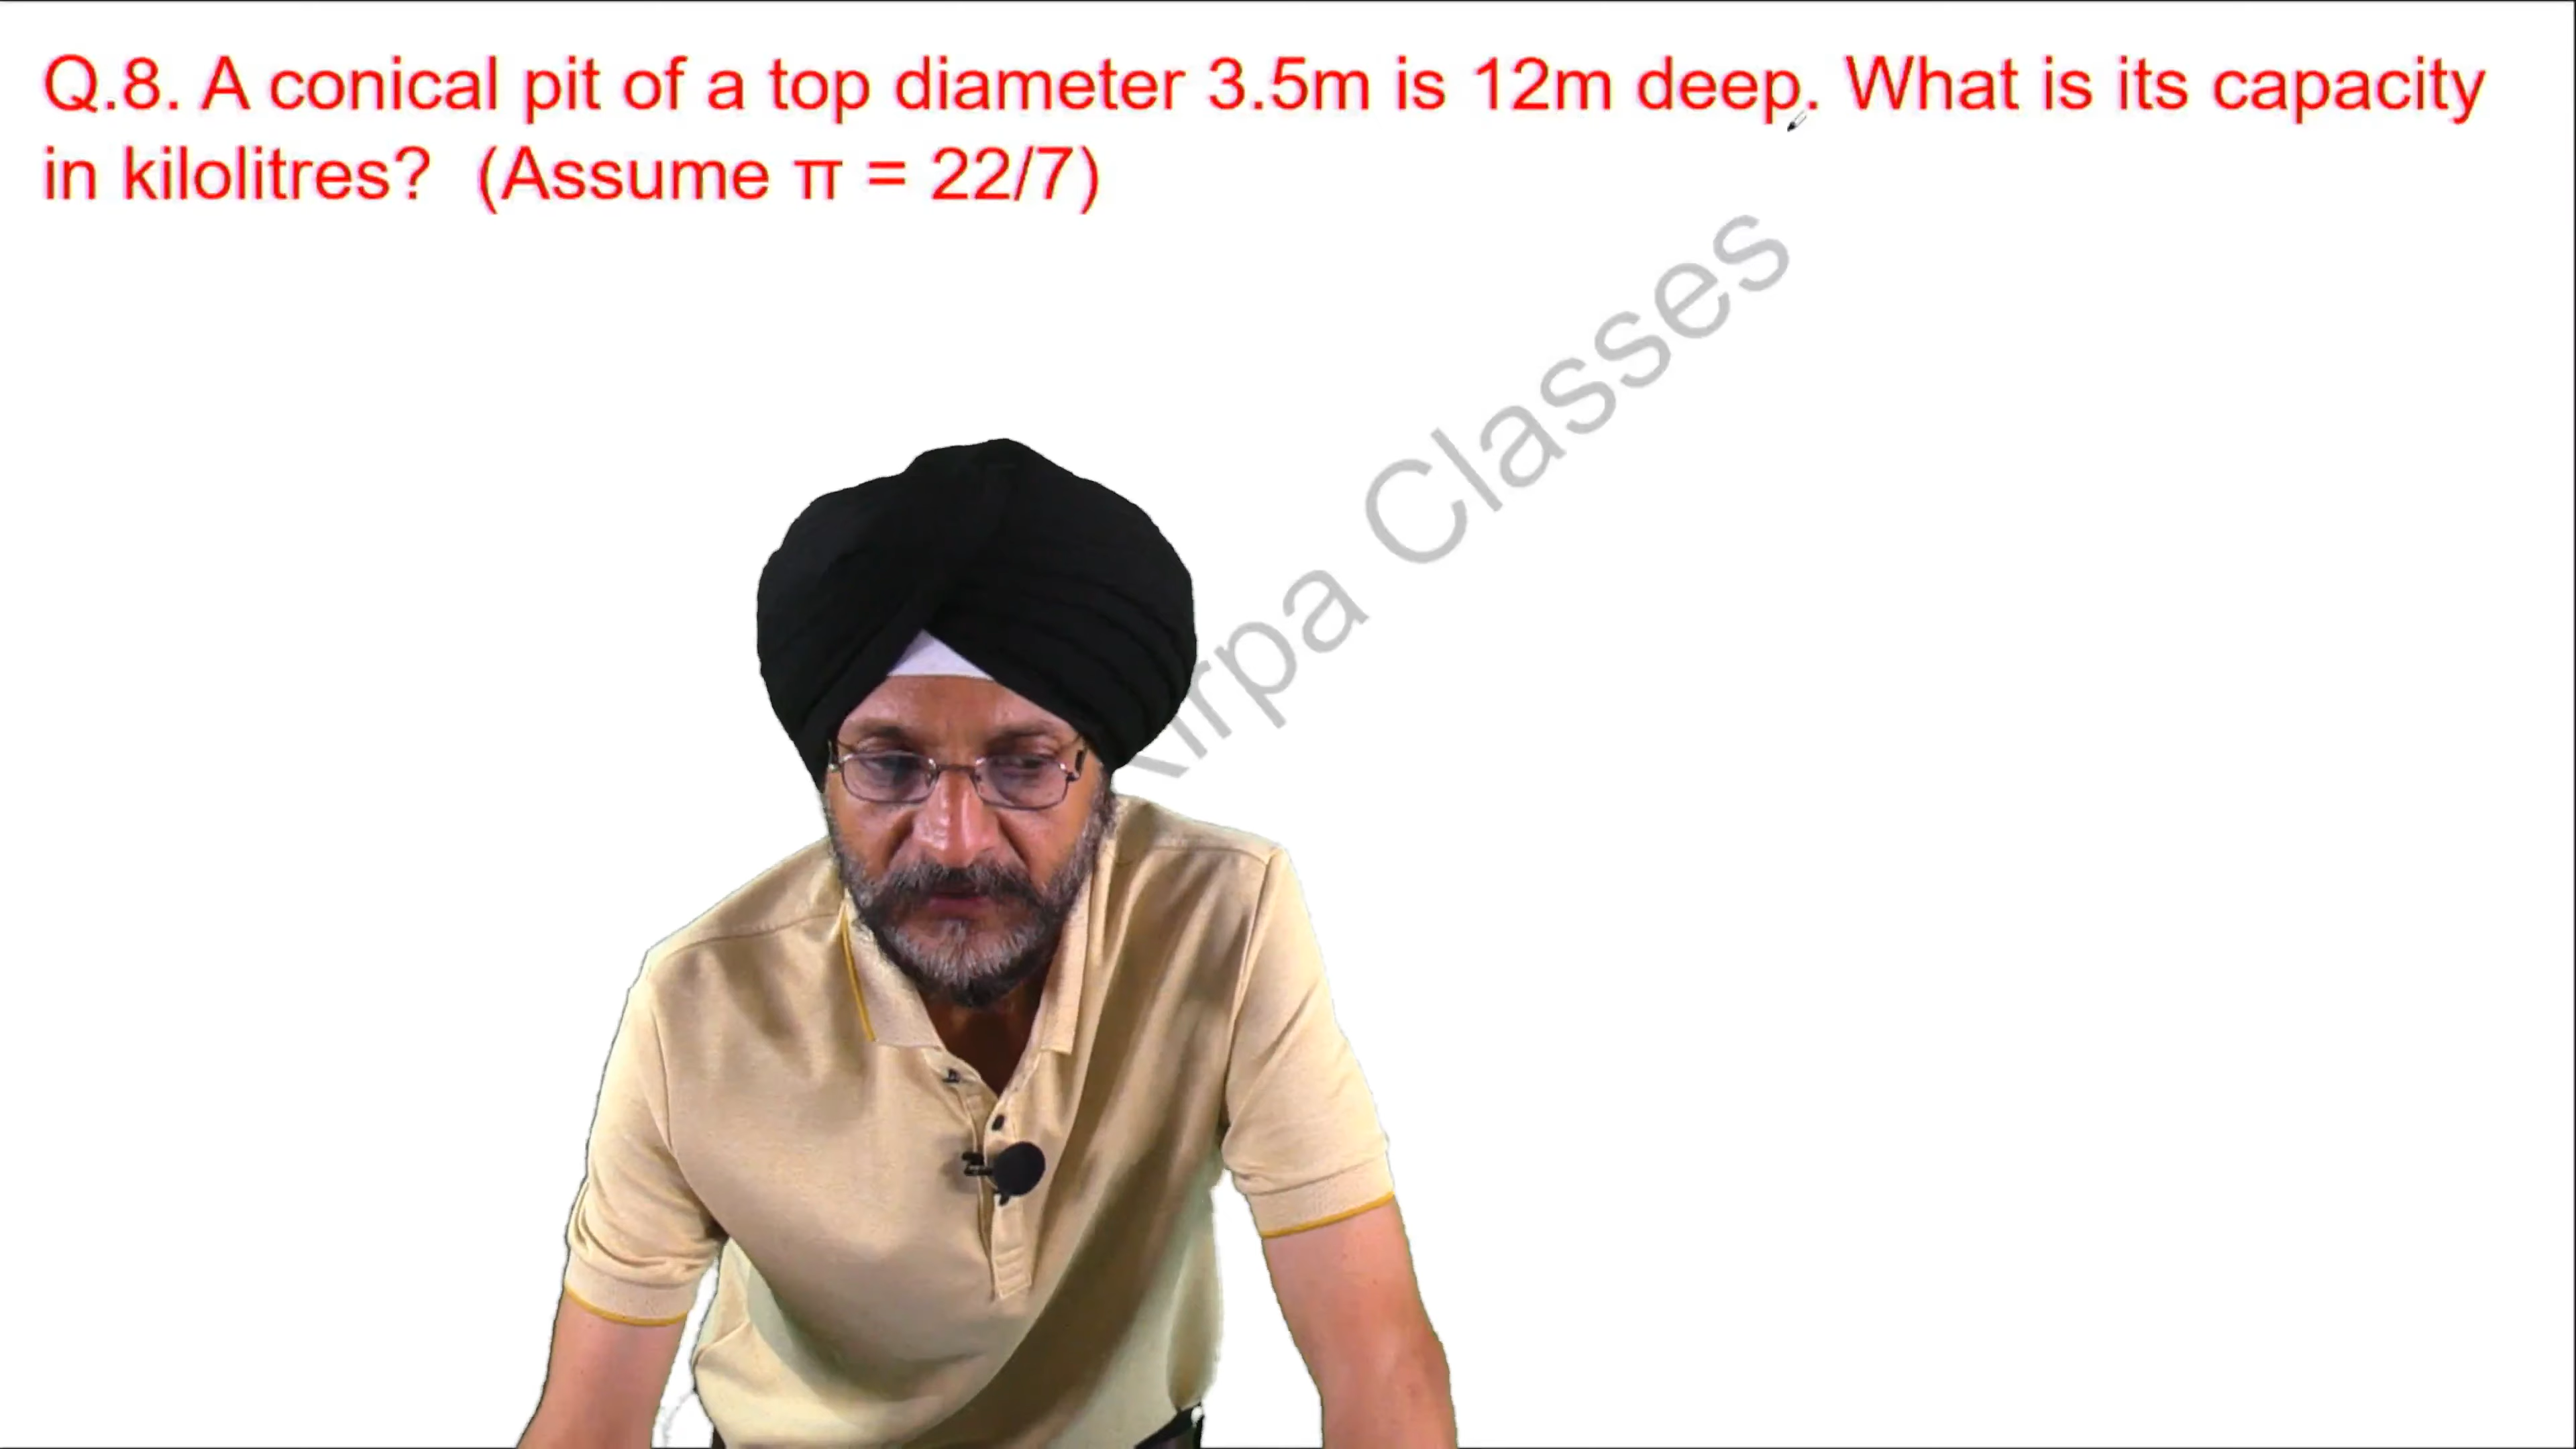 Q.8. A conical pit of a top diameter 3.5m is 12m deep. What is its capacity
in kilolitres?  (Assume π = 22/7)
Classes